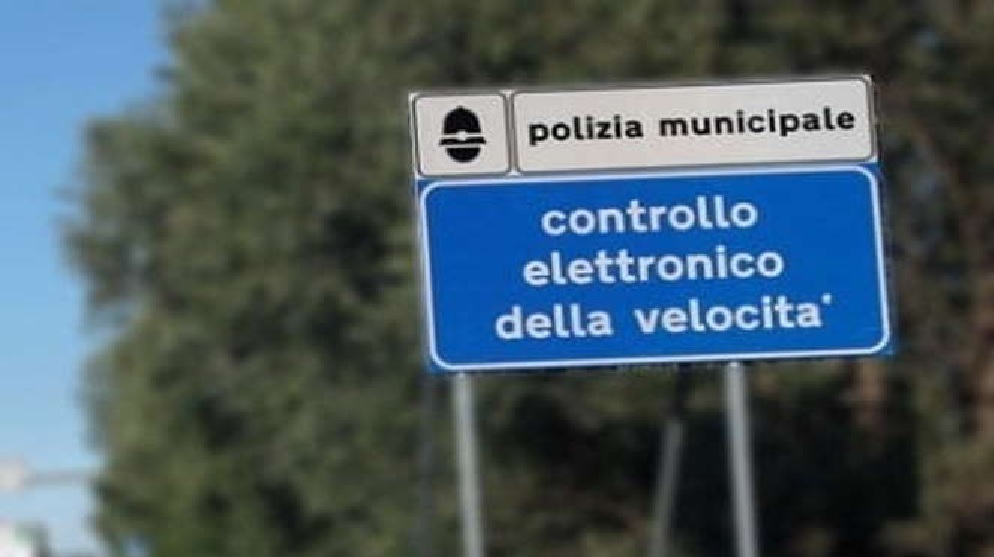 polizia municipale
controllo
elettronico
della velocita'